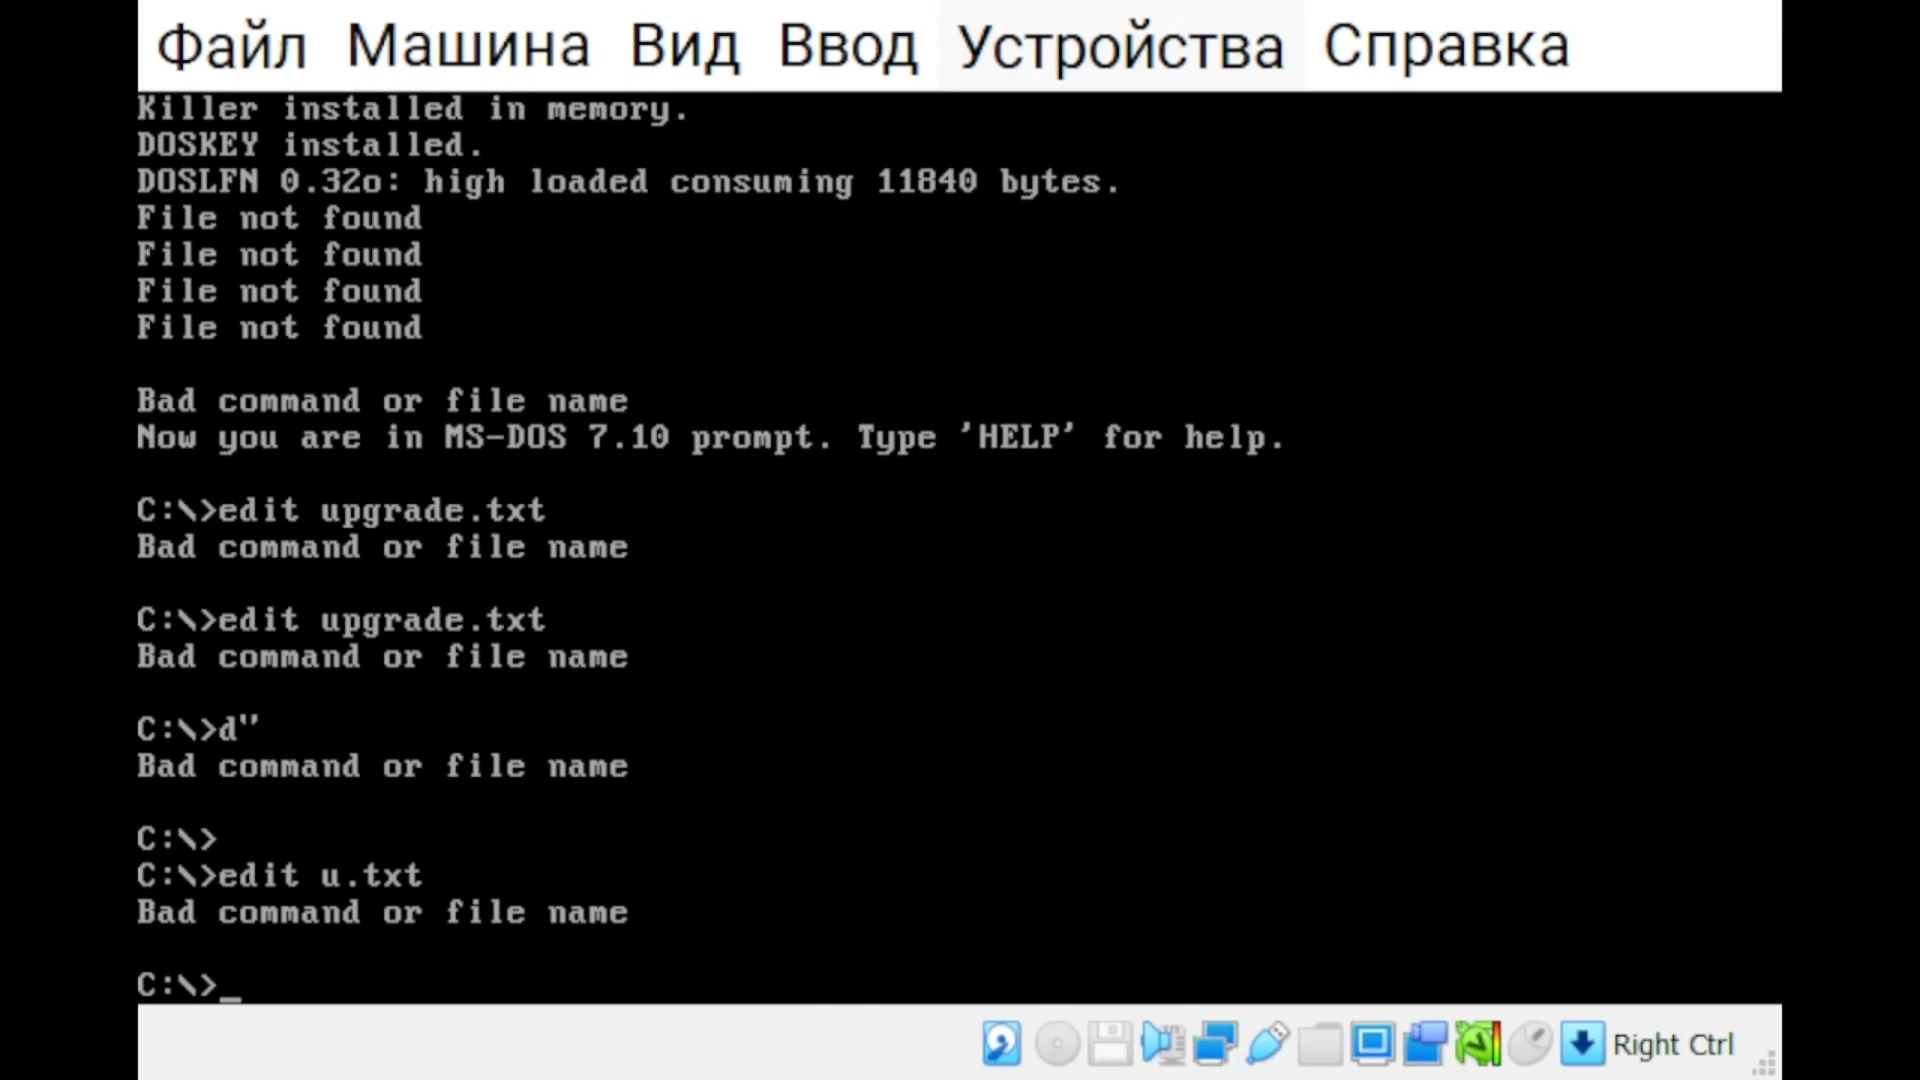 Файл Машина Вид Ввод Устройства Справка
Killer installed in memory.
DOSKEY installed.
DOSLFN 0.32o: high loaded consuming 11840 bytes.
File not found
File not found
File not found
File not found
Bad command or file name
Now you are in MS-DOS 7.10 prompt. Type 'HELP' for help.
C:\>edit upgrade.txt
Bad command or file name
C:\>edit upgrade.txt
Bad command or file name
C:\>d"
Bad command or file name
C:\>
C:\>edit u.txt
Bad command or file name
C:\>_
Right Ctrl